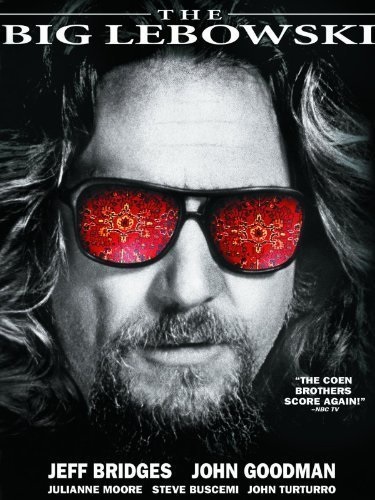 THE
BIG LEBOWSKI
"THE COEN
BROTHERS
SCORE AGAIN!"
–NBC TV
JEFF BRIDGES JOHN GOODMAN
JULIANNE MOORE STEVE BUSCEMI JOHN TURTURRO